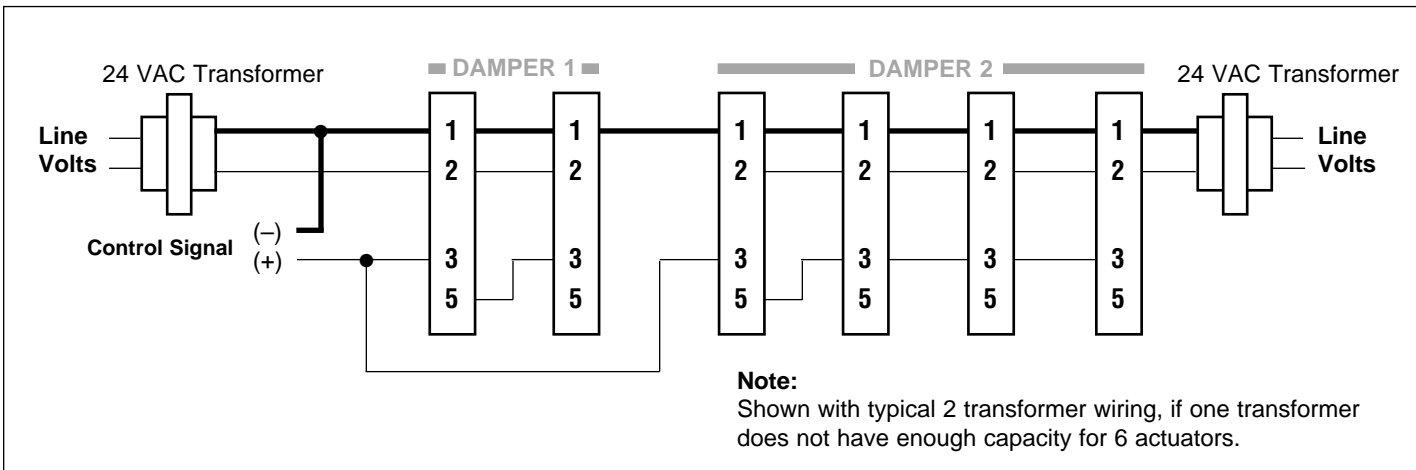 DAMPER 1
DAMPER 2
24 VAC Transformer
24 VAC Transformer
Line
Volts
1 1 1 1 1 1
2 2 2 2 2 2
Line
Volts
Control Signal
(–)
(+)
3 3 3 3 3 3
5 5 5 5 5 5
Note:
Shown with typical 2 transformer wiring, if one transformer
does not have enough capacity for 6 actuators.